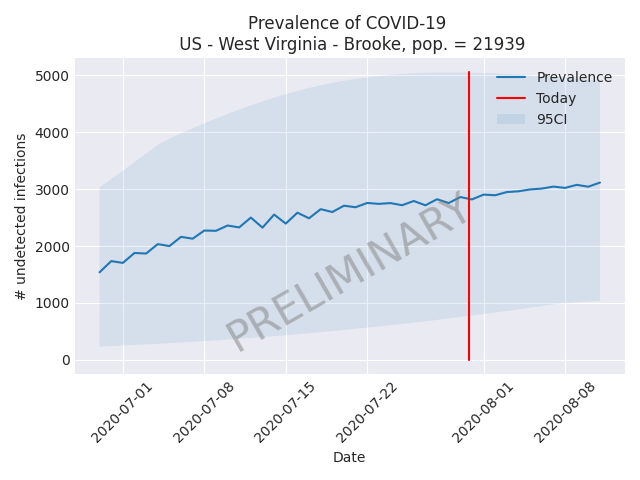 Prevalence of COVID-19
US - West Virginia - Brooke, pop. = 21939
5000
4000
3000
2000
1000
0
# undetected infections
Prevalence
Today
95CI
PRELIMINARY
2020-07-01
2020-07-08
2020-07-15
2020-07-22
2020-08-01
2020-08-08
Date